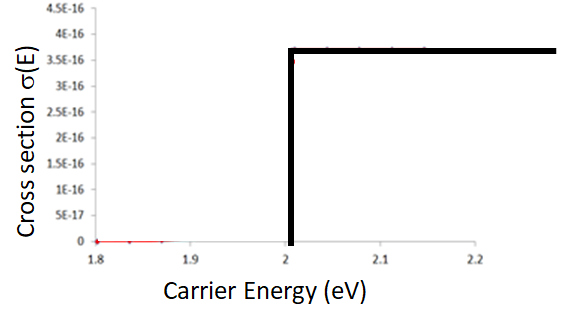 4.5E-16
4E-16
3.5E-16
3E-16
2.5E-16
2E-16
1.5E-16
1E-16
5E-17
0
Cross section σ(E)
1.8 1.9 2 2.1 2.2
Carrier Energy (eV)